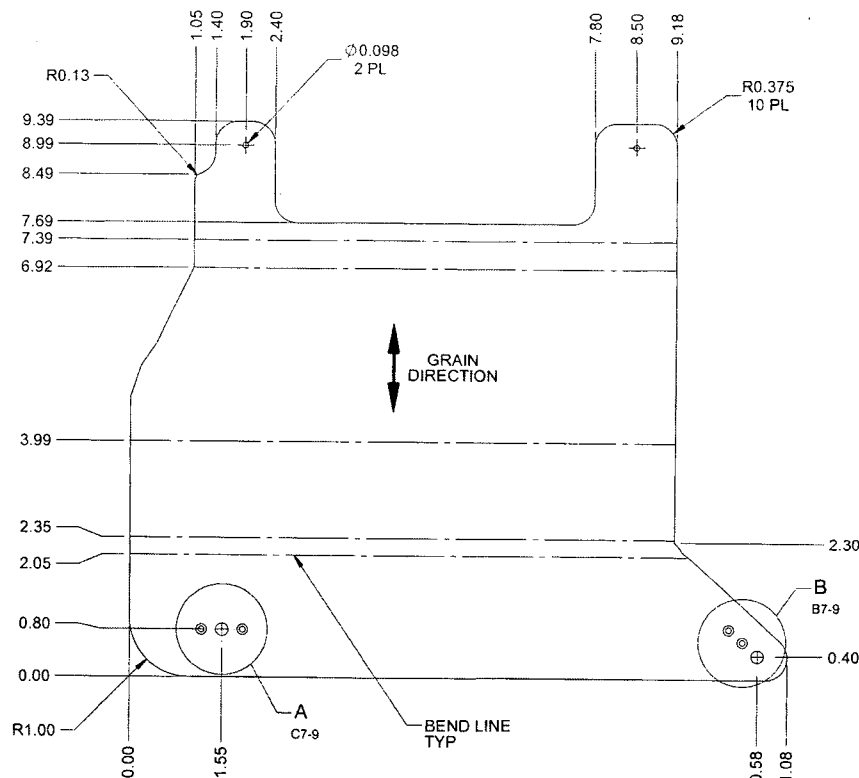 1.05
1.40
1.90
2.40
7.80
8.50
9.18
Ø0.098
2 PL
R0.13
R0.375
10 PL
9.39
8.99
8.49
7.69
7.39
6.92
GRAIN
DIRECTION
3.99
2.35
2.30
2.05
B
B7-9
0.80
0.40
0.00
A
C7-9
R1.00
BEND LINE
TYP
0.00
1.55
0.58
1.08